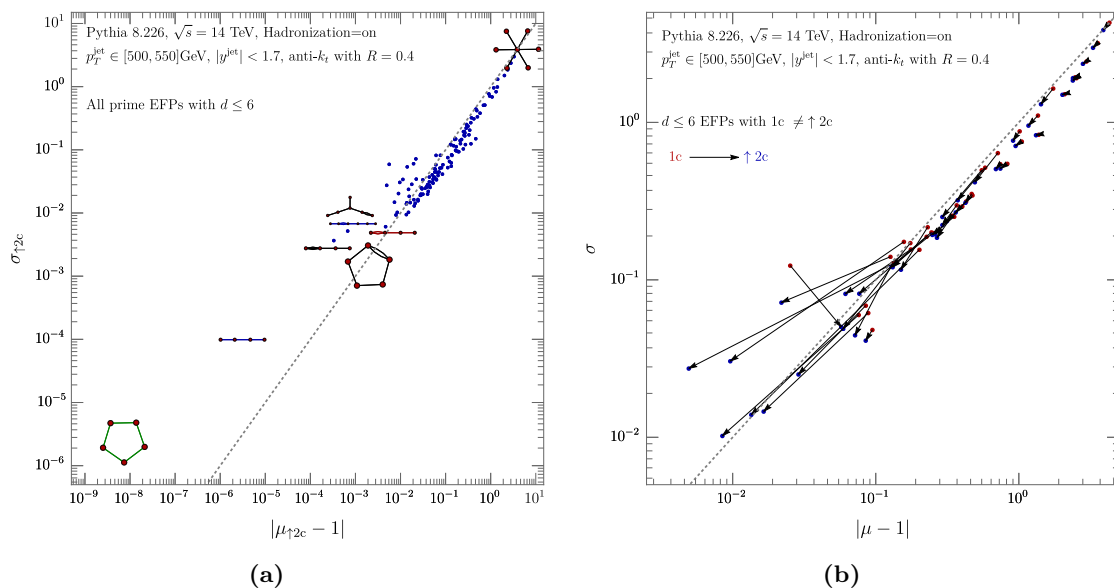 Pythia 8.226, √s = 14 TeV, Hadronization=on
p_T^jet ∈ [500, 550]GeV, |y^jet| < 1.7, anti-k_t with R = 0.4
All prime EFPs with d ≤ 6
σ_↑2c
10^1
10^0
10^-1
10^-2
10^-3
10^-4
10^-5
10^-6
10^-9 10^-8 10^-7 10^-6 10^-5 10^-4 10^-3 10^-2 10^-1 10^0 10^1
|μ_↑2c − 1|
(a)
Pythia 8.226, √s = 14 TeV, Hadronization=on
p_T^jet ∈ [500, 550]GeV, |y^jet| < 1.7, anti-k_t with R = 0.4
d ≤ 6 EFPs with 1c ≠ ↑ 2c
1c ↑ 2c
σ
10^0
10^-1
10^-2
10^-2 10^-1 10^0
|μ − 1|
(b)